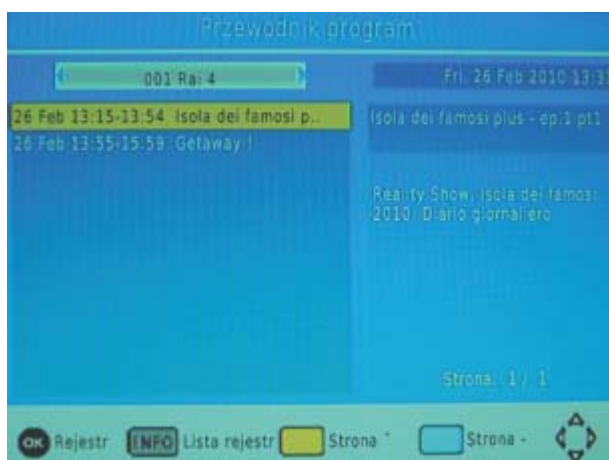 Przewodnik program
001 Rai 4
Fri. 26 Feb 2010 13:3
26 Feb 13:15-13:54 Isola dei famosi p..
26 Feb 13:55-15:59 Getaway !
Isola dei famosi plus - ep.1 pt1
Reality Show. Isola dei famosi
2010: Diario giornaliero
Strona: 1 / 1
OK Rejestr INFO Lista rejestr Strona Strona -